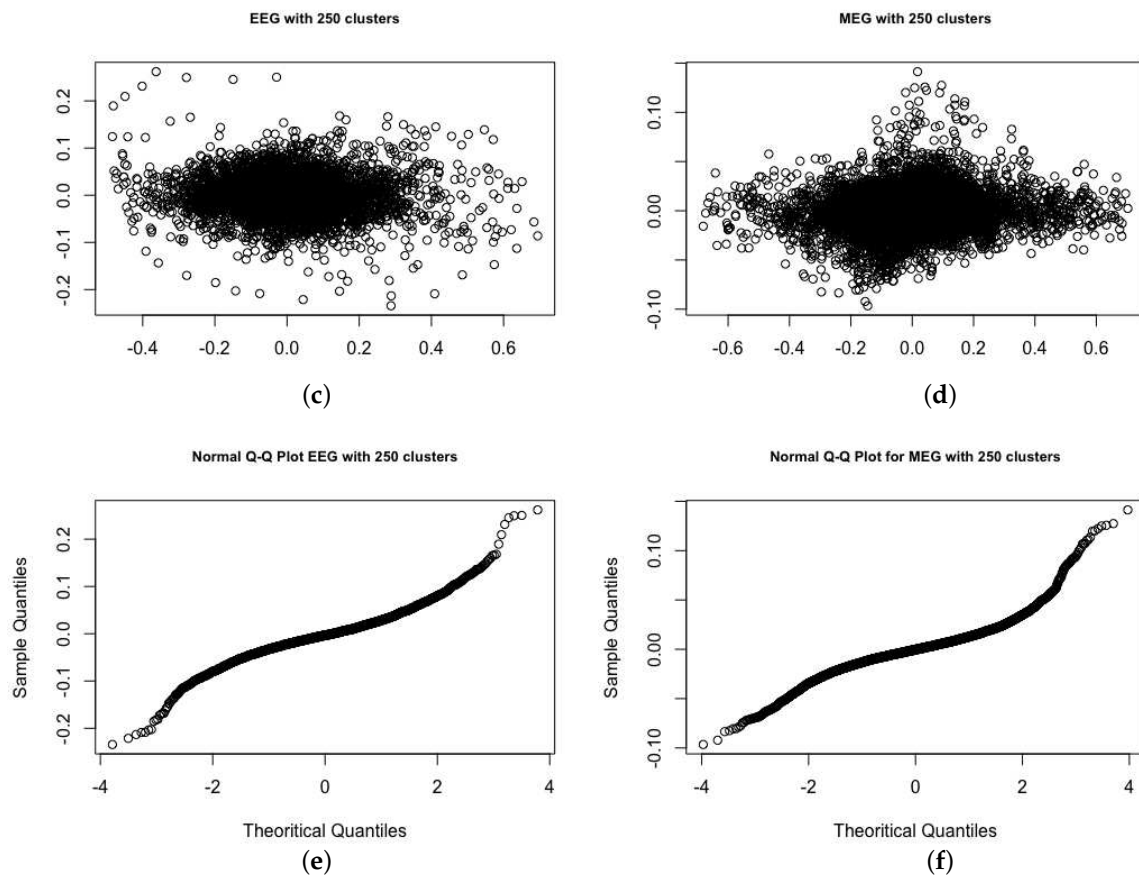 EEG with 250 clusters
0.2
0.1
0.0
-0.1
-0.2
-0.4 -0.2 0.0 0.2 0.4 0.6
(c)
MEG with 250 clusters
0.10
0.00
-0.10
-0.6 -0.4 -0.2 0.0 0.2 0.4 0.6
(d)
Normal Q-Q Plot EEG with 250 clusters
Sample Quantiles
0.2
0.1
0.0
-0.1
-0.2
-4 -2 0 2 4
Theoritical Quantiles
(e)
Normal Q-Q Plot for MEG with 250 clusters
Sample Quantiles
0.10
0.00
-0.10
-4 -2 0 2 4
Theoritical Quantiles
(f)